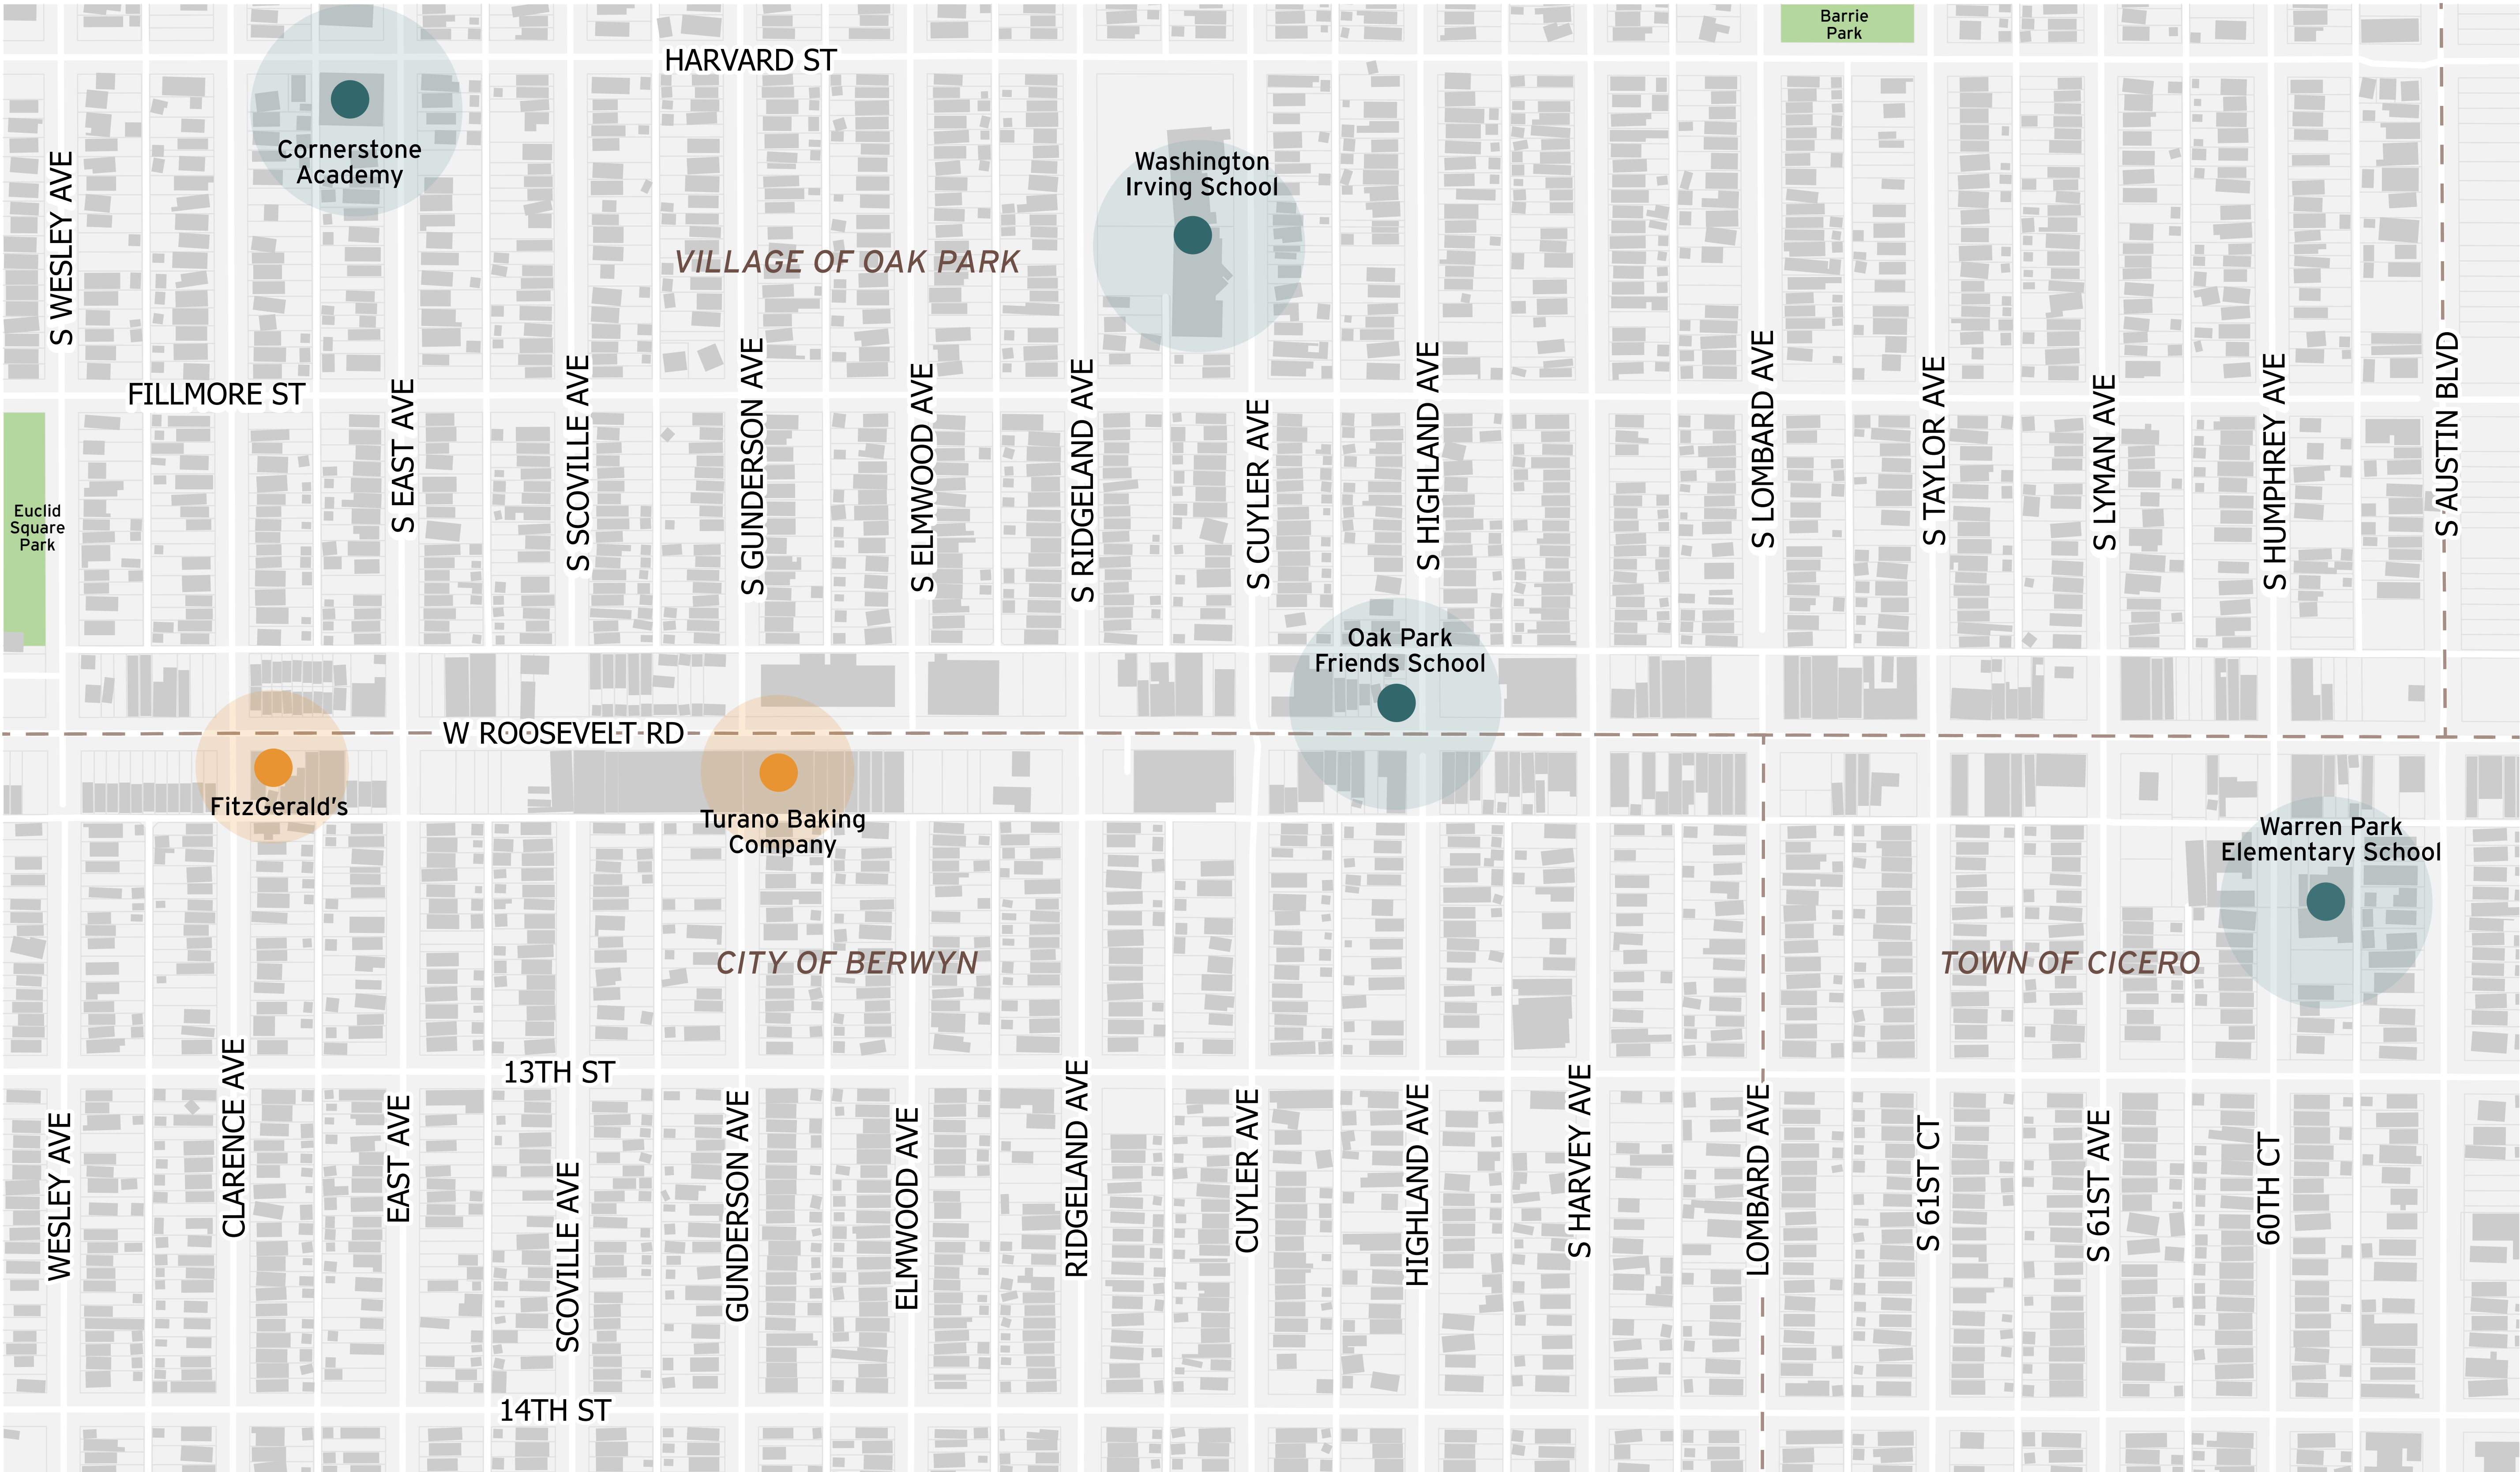 Barrie
Park
HARVARD ST
Cornerstone
Academy
Washington
Irving School
S WESLEY AVE
VILLAGE OF OAK PARK
FILLMORE ST
S EAST AVE
S SCOVILLE AVE
S GUNDERSON AVE
S ELMWOOD AVE
S RIDGELAND AVE
S CUYLER AVE
S HIGHLAND AVE
S LOMBARD AVE
S TAYLOR AVE
S LYMAN AVE
S HUMPHREY AVE
S AUSTIN BLVD
Euclid
Square
Park
Oak Park
Friends School
W ROOSEVELT RD
FitzGerald's
Turano Baking
Company
Warren Park
Elementary School
CITY OF BERWYN
TOWN OF CICERO
13TH ST
WESLEY AVE
CLARENCE AVE
EAST AVE
SCOVILLE AVE
GUNDERSON AVE
ELMWOOD AVE
RIDGELAND AVE
CUYLER AVE
HIGHLAND AVE
S HARVEY AVE
LOMBARD AVE
S 61ST CT
S 61ST AVE
60TH CT
14TH ST